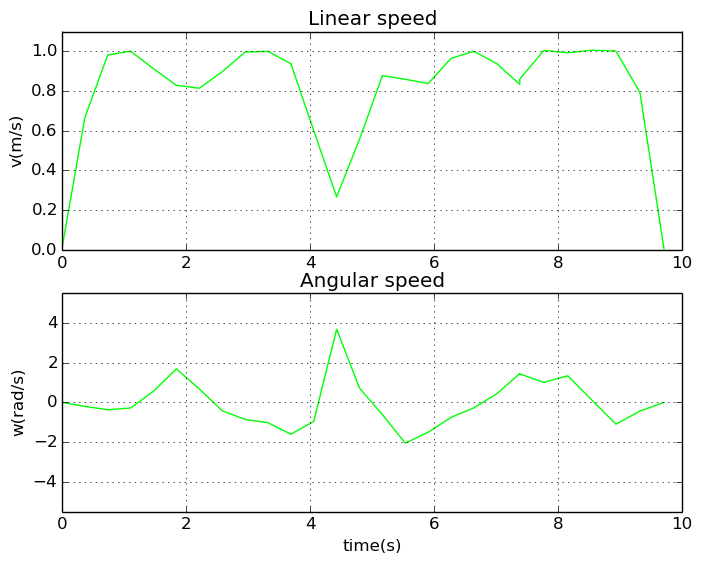 Linear speed
1.0
0.8
0.6
0.4
0.2
0.0
v(m/s)
0 2 4 6 8 10
Angular speed
4
2
0
−2
−4
w(rad/s)
0 2 4 6 8 10
time(s)